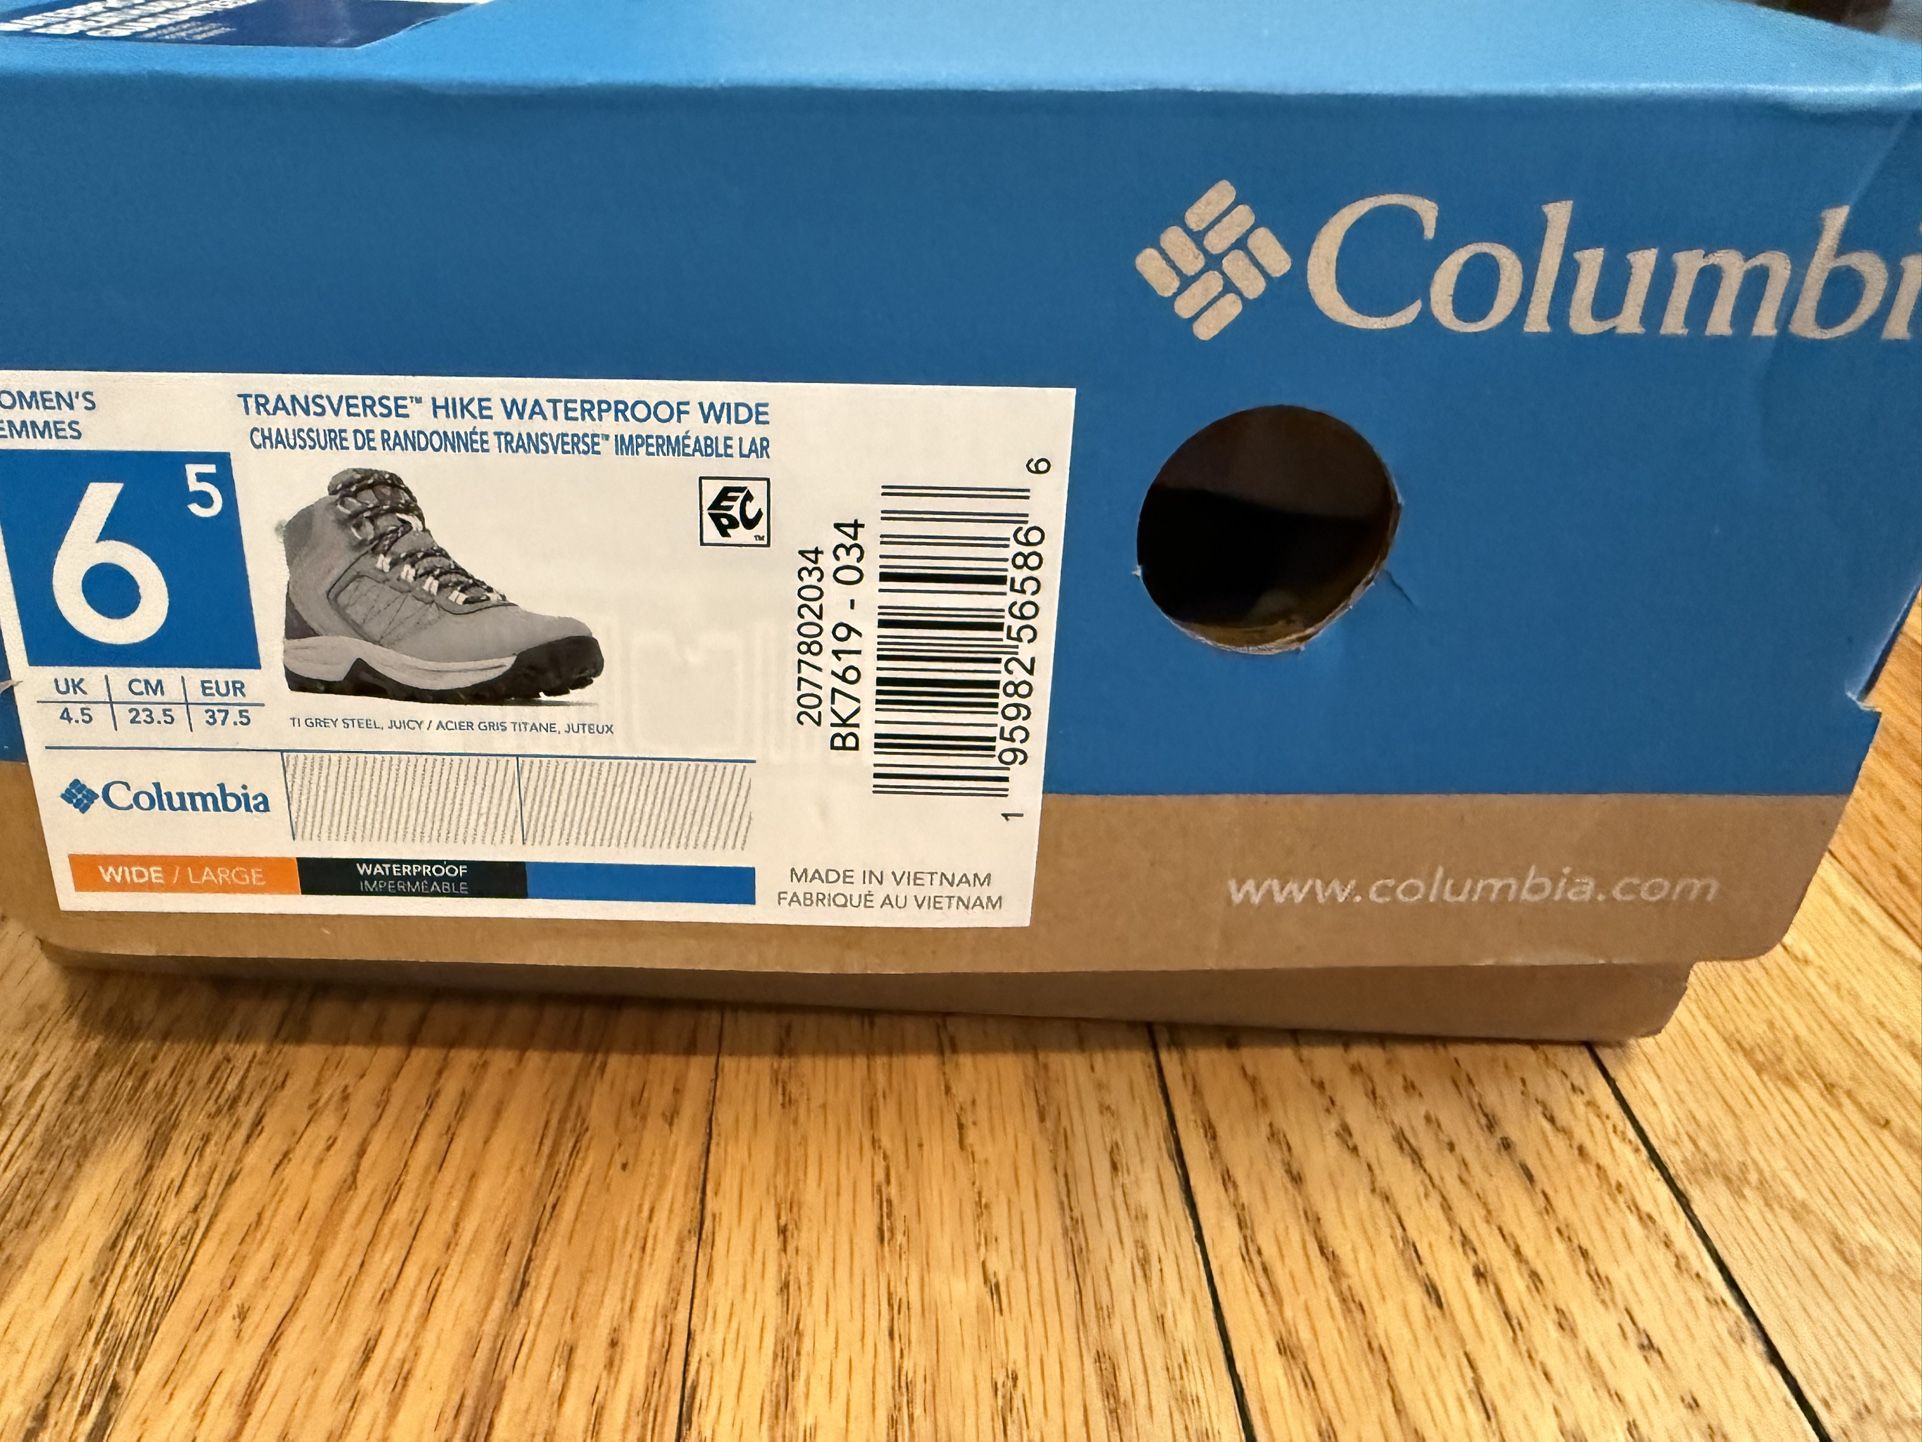 Columbi
OMEN'S
EMMES
TRANSVERSE™ HIKE WATERPROOF WIDE
CHAUSSURE DE RANDONNÉE TRANSVERSE™ IMPERMÉABLE LAR
6 5
EPC™
UK CM EUR
4.5 23.5 37.5
TI GREY STEEL, JUICY / ACIER GRIS TITANE, JUTEUX
2077802034
BK7619 - 034
1 95982 56586 6
Columbia
WIDE / LARGE
WATERPROOF
IMPERMÉABLE
MADE IN VIETNAM
FABRIQUÉ AU VIETNAM
www.columbia.com